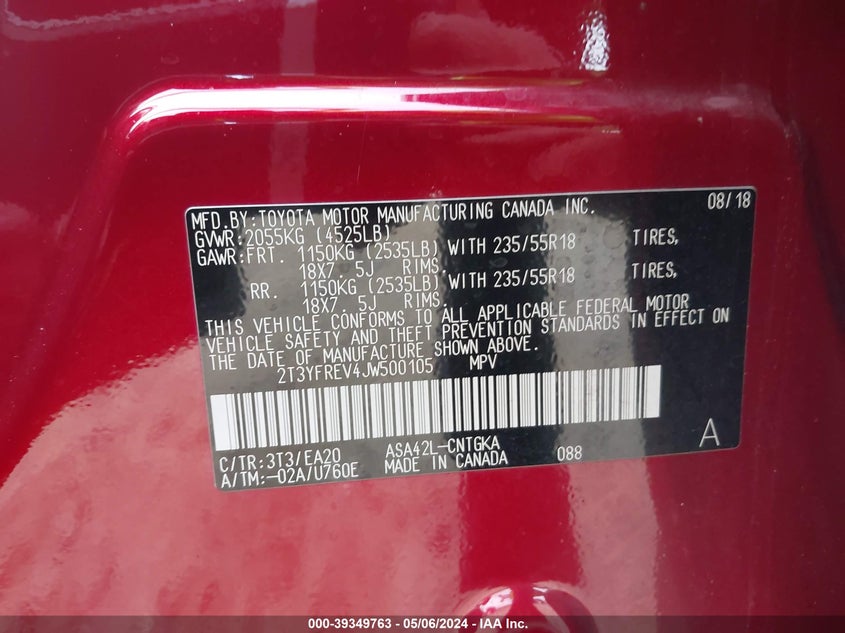 MFD.BY:TOYOTA MOTOR MANUFACTURING CANADA INC. 08/18
GVWR:2055KG (4525LB)
GAWR:FRT. 1150KG (2535LB) WITH 235/55R18 TIRES,
18X7. 5J RIMS.
RR. 1150KG (2535LB) WITH 235/55R18 TIRES,
18X7. 5J RIMS.
THIS VEHICLE CONFORMS TO ALL APPLICABLE FEDERAL MOTOR
VEHICLE SAFETY AND THEFT PREVENTION STANDARDS IN EFFECT ON
THE DATE OF MANUFACTURE SHOWN ABOVE.
2T3YFREV4JW500105 MPV
C/TR:3T3/EA20 ASA42L-CNTGKA A
A/TM:-02A/U760E MADE IN CANADA 088
000-39349763 - 05/06/2024 - IAA Inc.